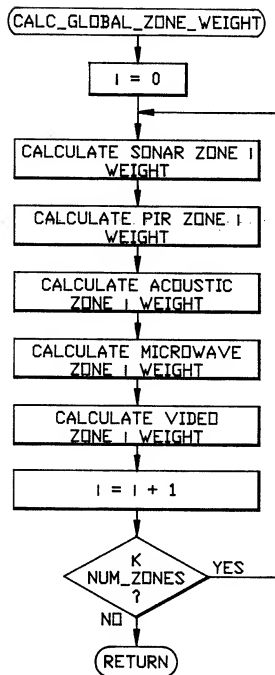 CALC_GLOBAL_ZONE_WEIGHT
I = 0
CALCULATE SONAR ZONE I
WEIGHT
CALCULATE PIR ZONE I
WEIGHT
CALCULATE ACOUSTIC
ZONE I WEIGHT
CALCULATE MICROWAVE
ZONE I WEIGHT
CALCULATE VIDEO
ZONE I WEIGHT
I = I + 1
K
NUM_ZONES
?
YES
NO
RETURN